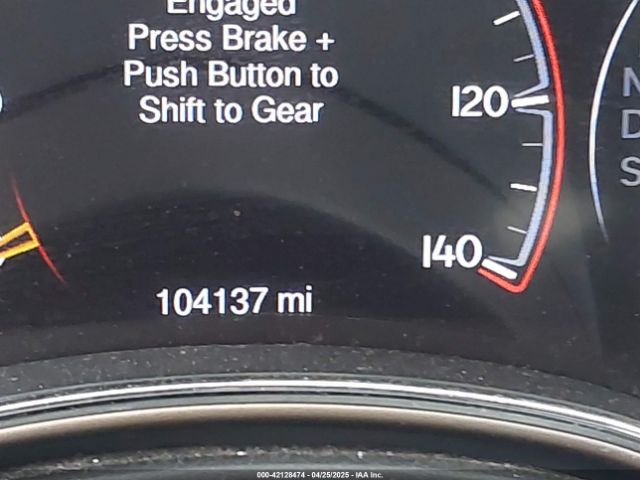 Engaged
Press Brake +
Push Button to
Shift to Gear
120
N
D
S
140
104137 mi
000-42128474 - 04/25/2025 - IAA Inc.